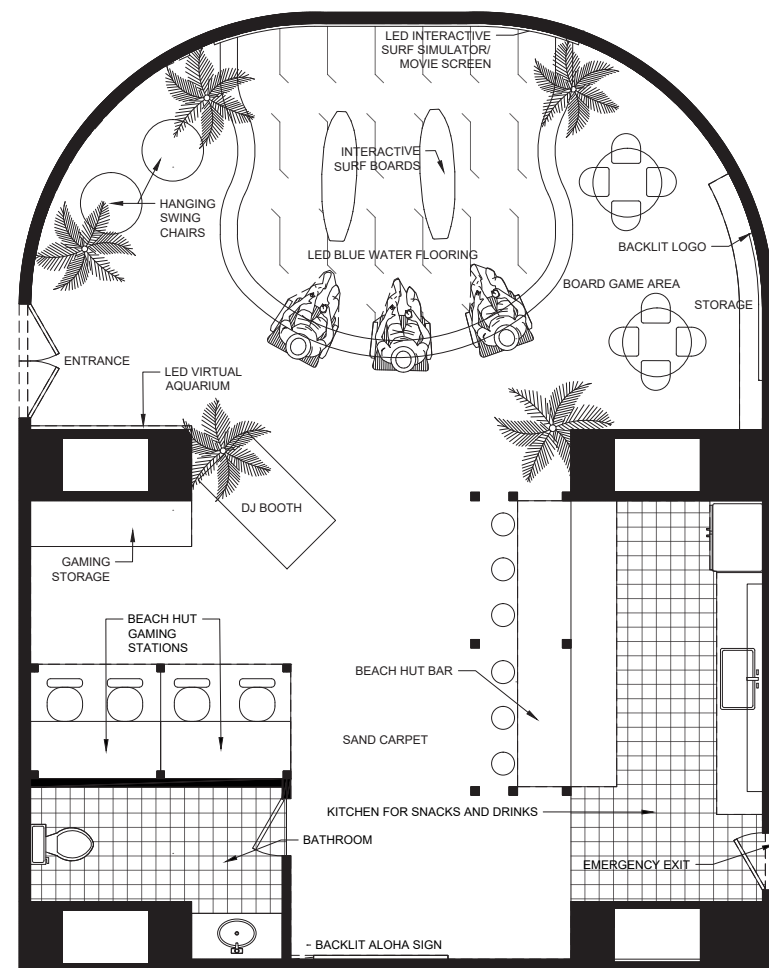 LED INTERACTIVE
SURF SIMULATOR/
MOVIE SCREEN
INTERACTIVE
SURF BOARDS
HANGING
SWING
CHAIRS
BACKLIT LOGO
LED BLUE WATER FLOORING
BOARD GAME AREA
STORAGE
ENTRANCE
LED VIRTUAL
AQUARIUM
DJ BOOTH
GAMING
STORAGE
BEACH HUT
GAMING
STATIONS
BEACH HUT BAR
SAND CARPET
KITCHEN FOR SNACKS AND DRINKS
BATHROOM
EMERGENCY EXIT
BACKLIT ALOHA SIGN